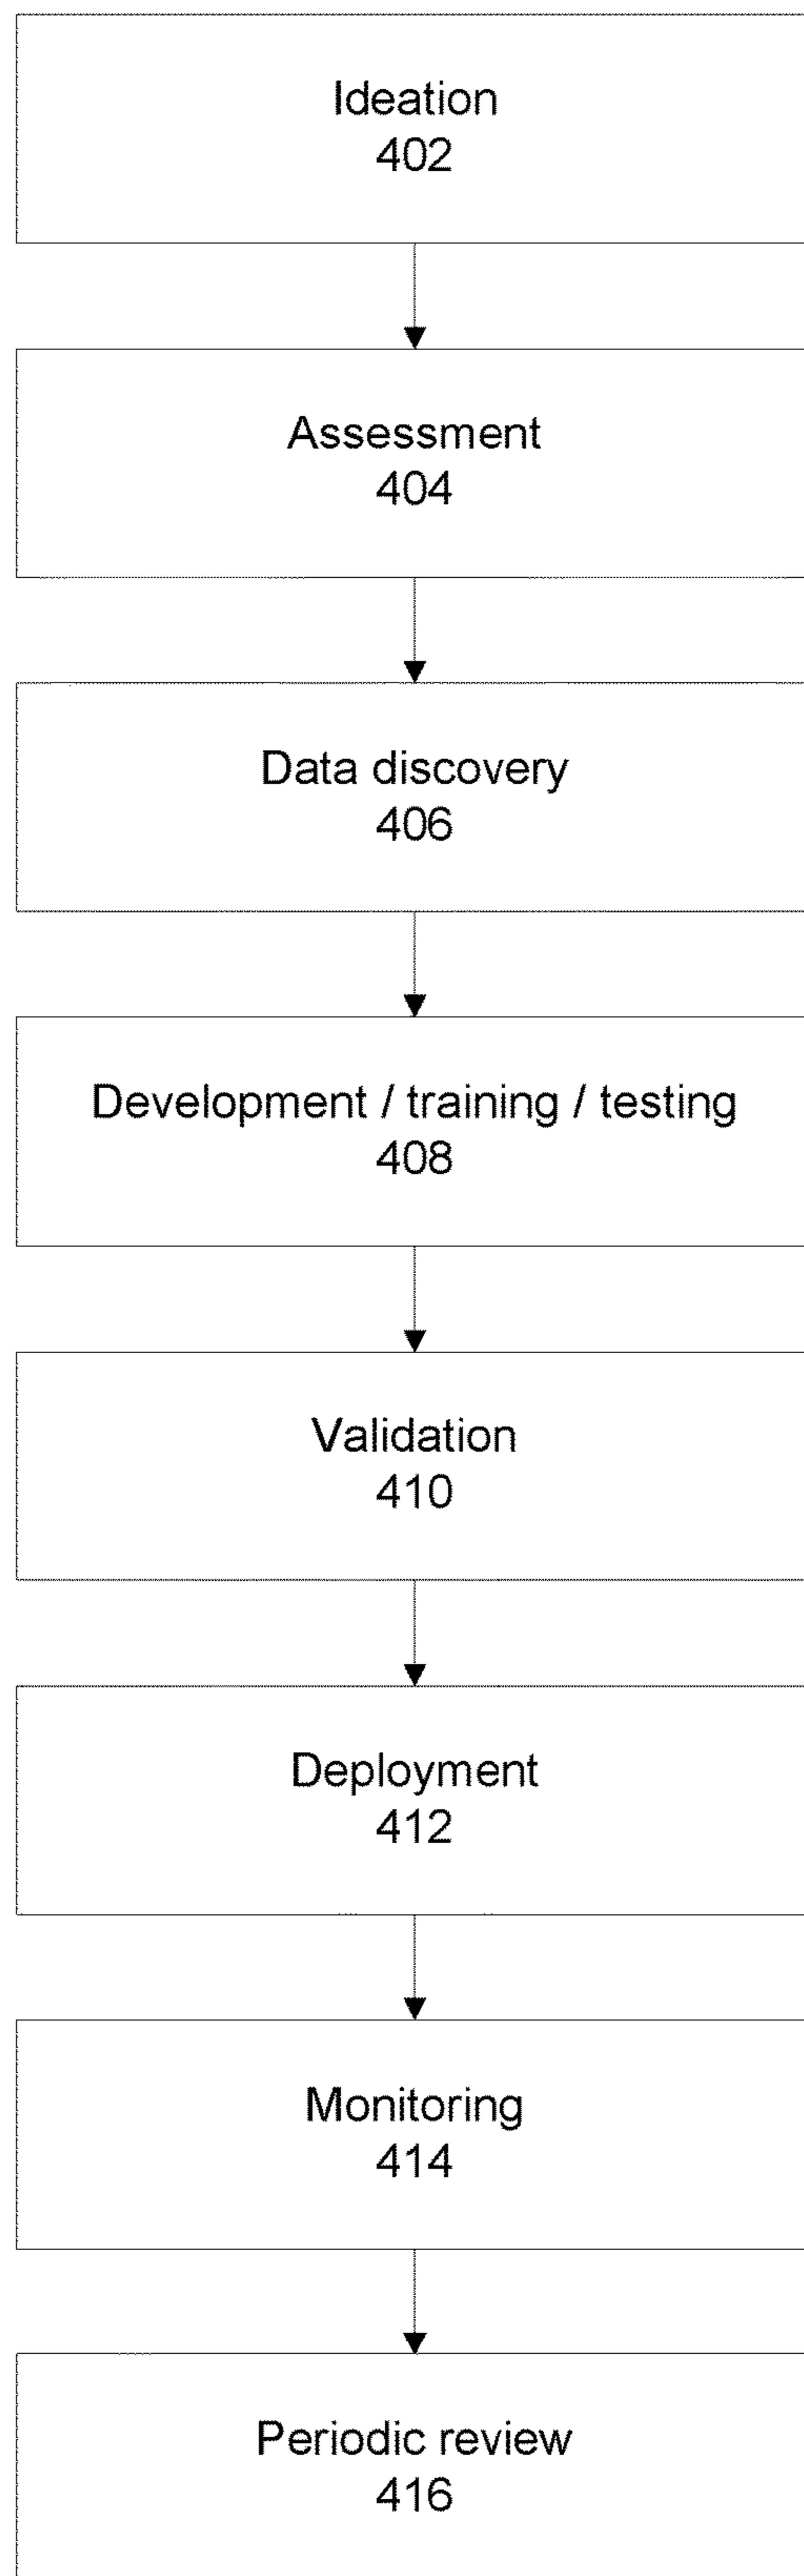 Ideation
402
Assessment
404
Data discovery
406
Development / training / testing
408
Validation
410
Deployment
412
Monitoring
414
Periodic review
416